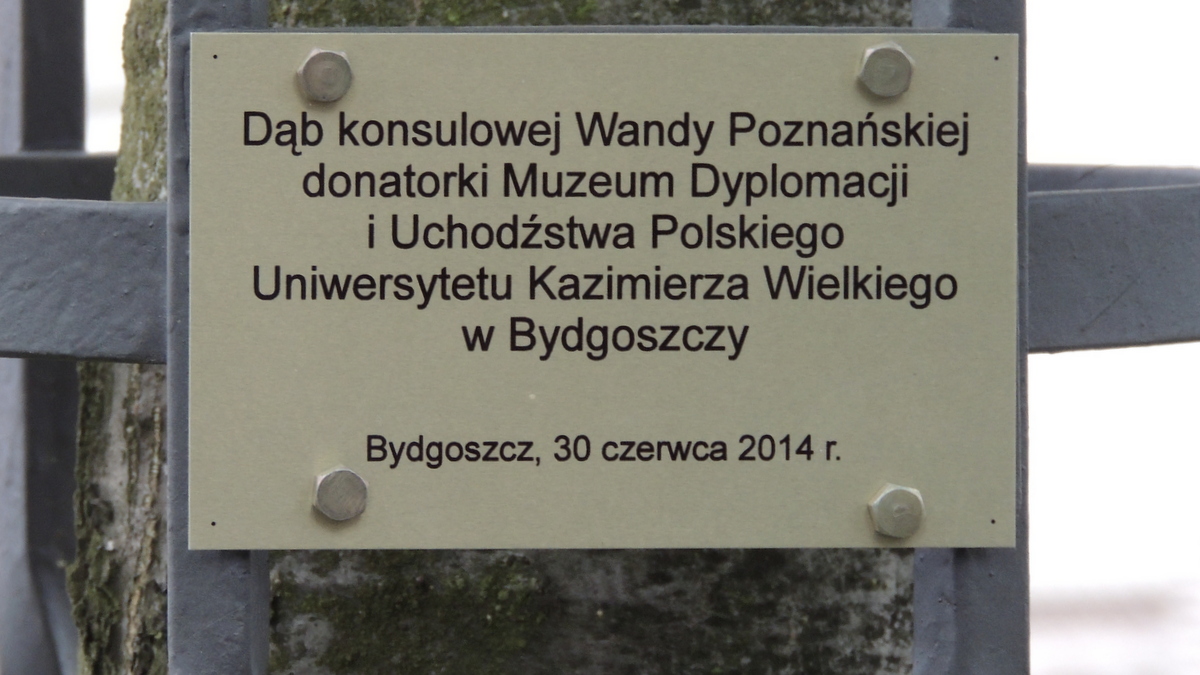 Dąb konsulowej Wandy Poznańskiej
donatorki Muzeum Dyplomacji
i Uchodźstwa Polskiego
Uniwersytetu Kazimierza Wielkiego
w Bydgoszczy
Bydgoszcz, 30 czerwca 2014 r.